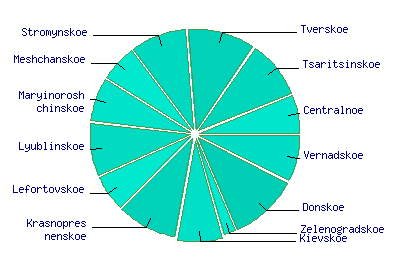 Stromynskoe
Meshchanskoe
Maryinorosh
chinskoe
Lyublinskoe
Lefortovskoe
Krasnopres
nenskoe
Tverskoe
Tsaritsinskoe
Centralnoe
Vernadskoe
Donskoe
Zelenogradskoe
Kievskoe